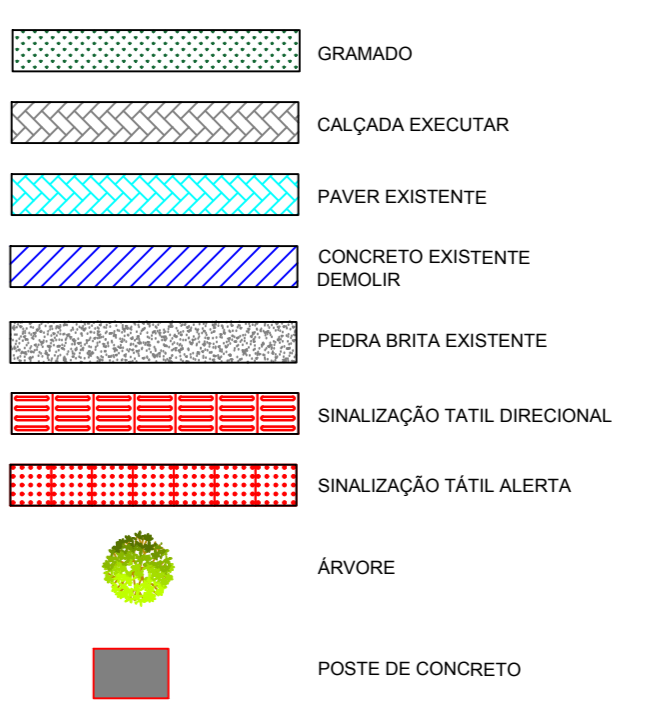 GRAMADO
CALÇADA EXECUTAR
PAVER EXISTENTE
CONCRETO EXISTENTE
DEMOLIR
PEDRA BRITA EXISTENTE
SINALIZAÇÃO TATIL DIRECIONAL
SINALIZAÇÃO TÁTIL ALERTA
ÁRVORE
POSTE DE CONCRETO